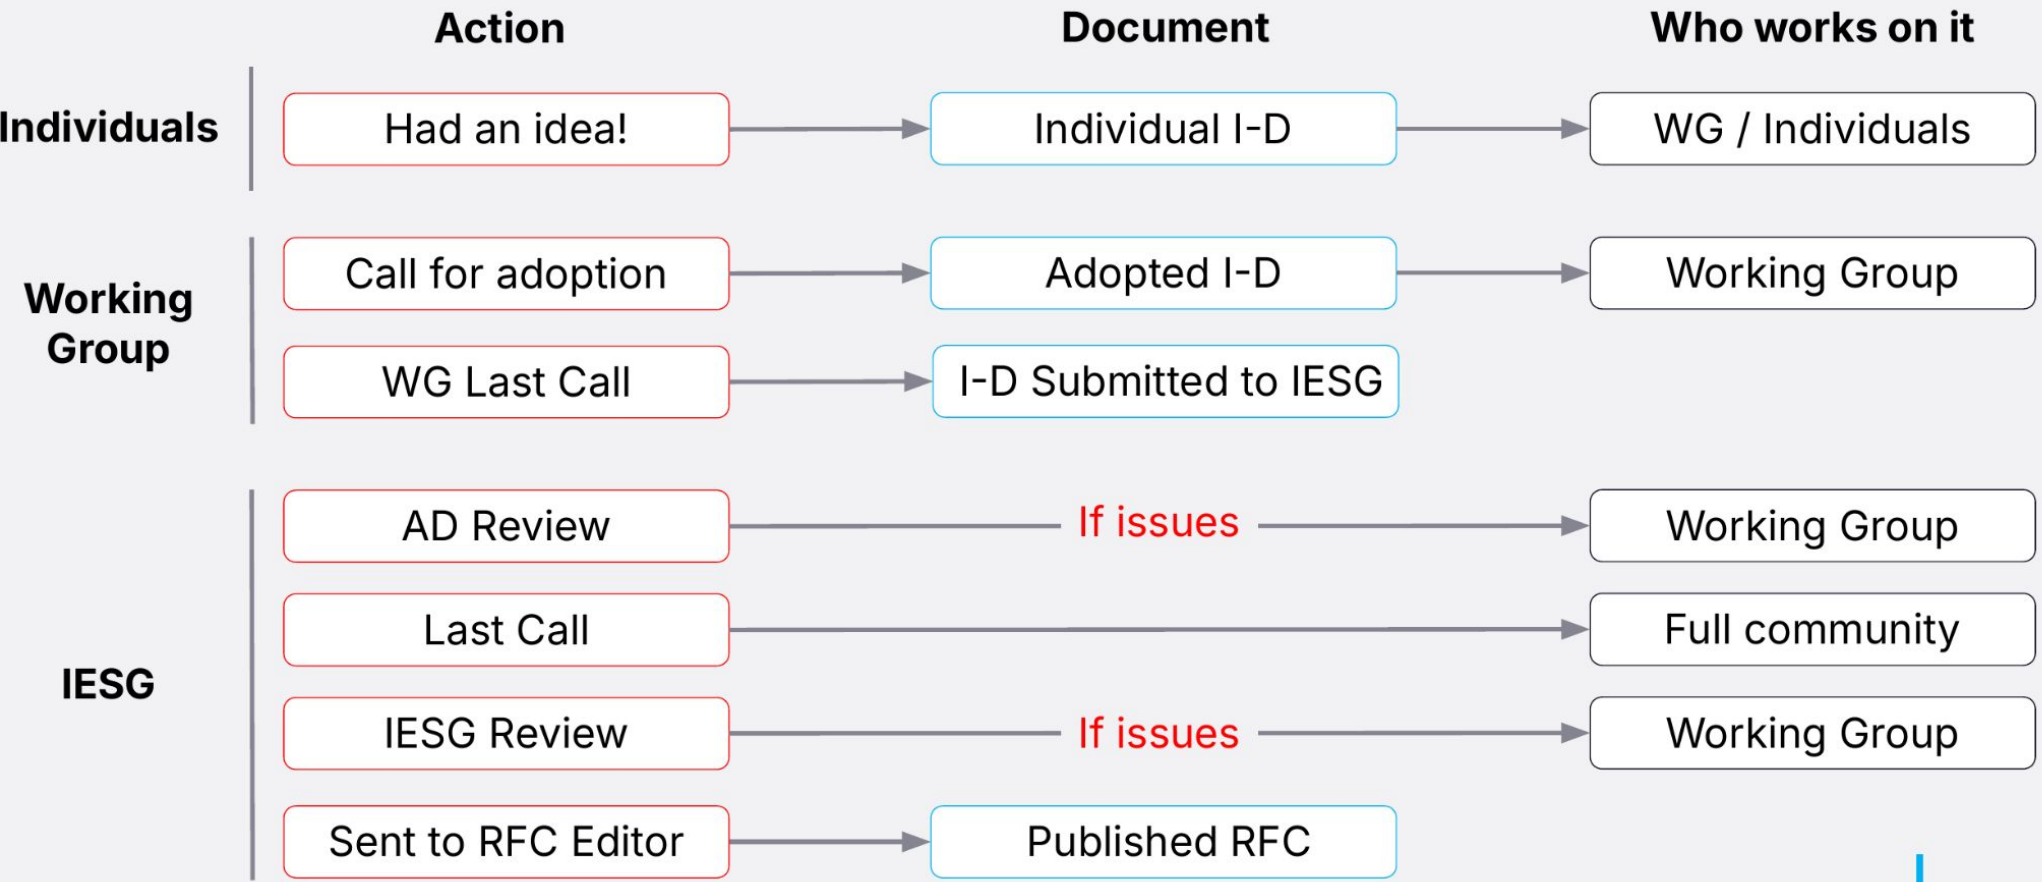 Action
Document
Who works on it
Individuals
Had an idea!
Individual I-D
WG / Individuals
Working
Group
Call for adoption
Adopted I-D
Working Group
WG Last Call
I-D Submitted to IESG
IESG
AD Review
If issues
Working Group
Last Call
Full community
IESG Review
If issues
Working Group
Sent to RFC Editor
Published RFC